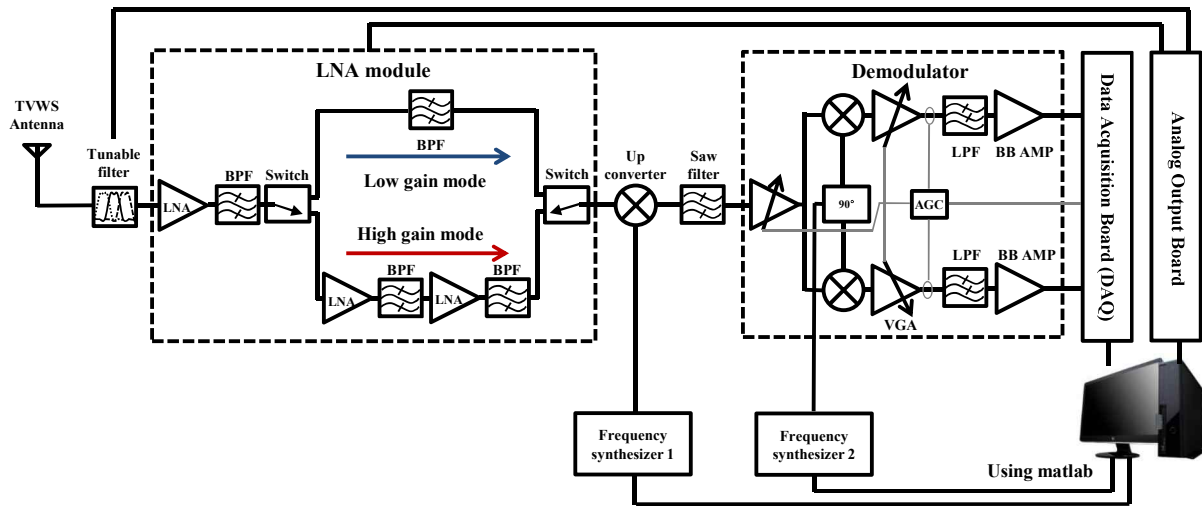 LNA module
Demodulator
TVWS
Antenna
Tunable
filter
LNA
BPF
Switch
BPF
Low gain mode
High gain mode
LNA
BPF
LNA
BPF
Switch
Up
converter
Saw
filter
90°
AGC
VGA
LPF
BB AMP
LPF
BB AMP
Data Acquisition Board (DAQ)
Analog Output Board
Frequency
synthesizer 1
Frequency
synthesizer 2
Using matlab